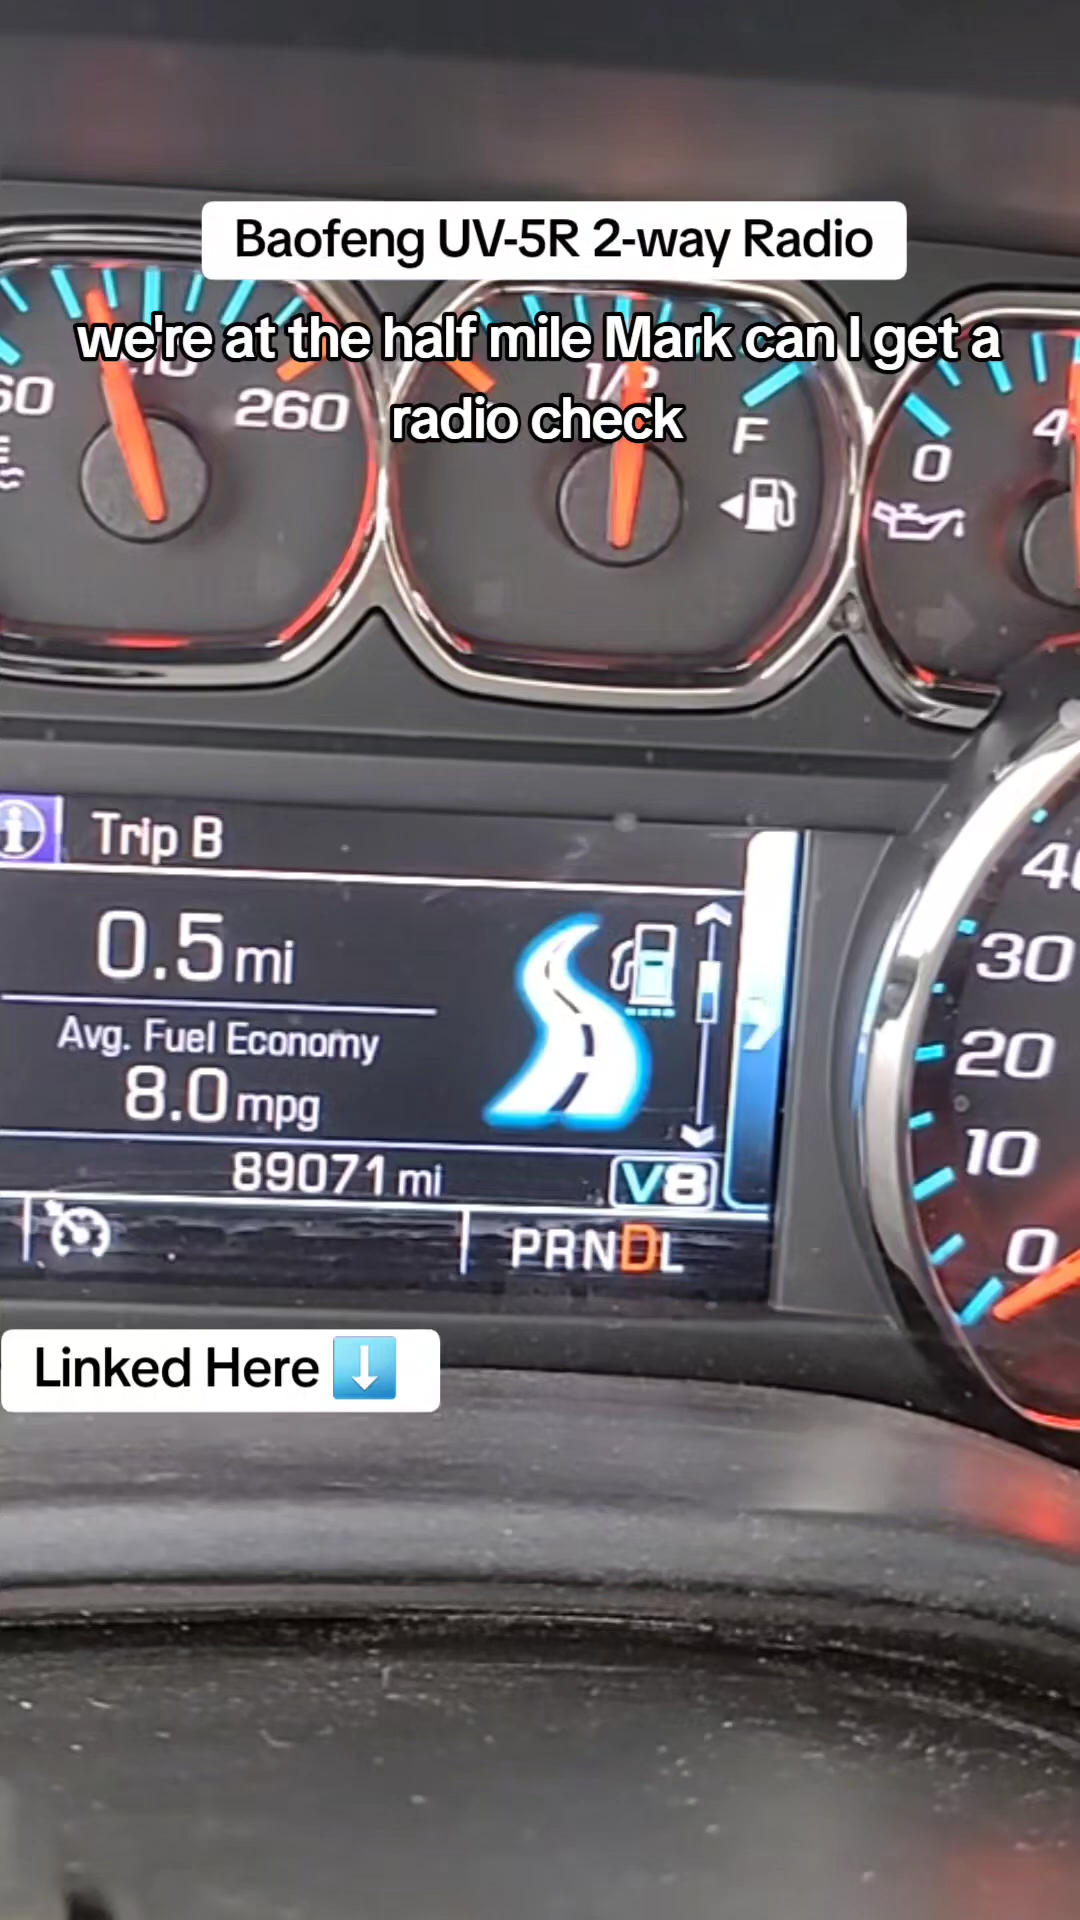 Baofeng UV-5R 2-way Radio
we're at the half mile Mark can I get a
radio check
260
1/2
F
0
Trip B
0.5 mi
Avg. Fuel Economy
8.0 mpg
89071 mi
V8
PRNDL
30
20
10
0
Linked Here ⬇️